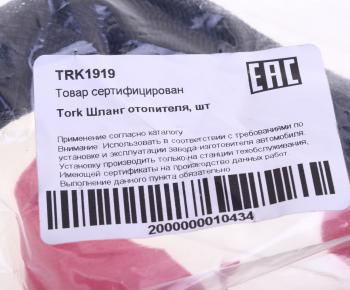 TRK1919
EAC
Товар сертифицирован
Tork Шланг отопителя, шт
Применение согласно каталогу
Внимание. Использовать в соответствии с требованиями по
установке и эксплуатации завода-изготовителя автомобиля.
Установку производить только на станции техобслуживания,
Имеющей сертификаты на производство данных работ
Выполнение данного пункта обязательно
2000000010434